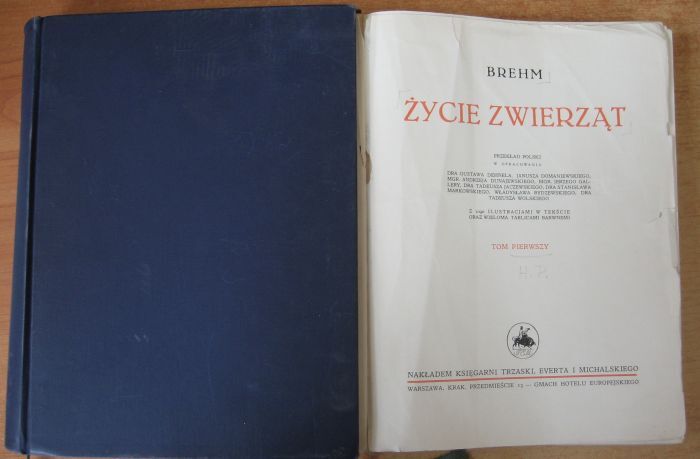 BREHM
ŻYCIE ZWIERZĄT
PRZEKŁAD POLSKI
W OPRACOWANIU
DRA GUSTAWA DEHNELA, JANUSZA DOMANIEWSKIEGO,
MGR. ANDRZEJA DUNAJEWSKIEGO, MGR. JERZEGO GAL-
LERY, DRA TADEUSZA JACZEWSKIEGO, DRA STANISŁAWA
MARKOWSKIEGO, WŁADYSŁAWA RYDZEWSKIEGO, DRA
TADEUSZA WOLSKIEGO
Z ILUSTRACJAMI W TEKŚCIE
ORAZ WIELOMA TABLICAMI BARWNEMI
TOM PIERWSZY
NAKŁADEM KSIĘGARNI TRZASKI, EVERTA I MICHALSKIEGO
WARSZAWA, KRAK. PRZEDMIEŚCIE 13 — GMACH HOTELU EUROPEJSKIEGO